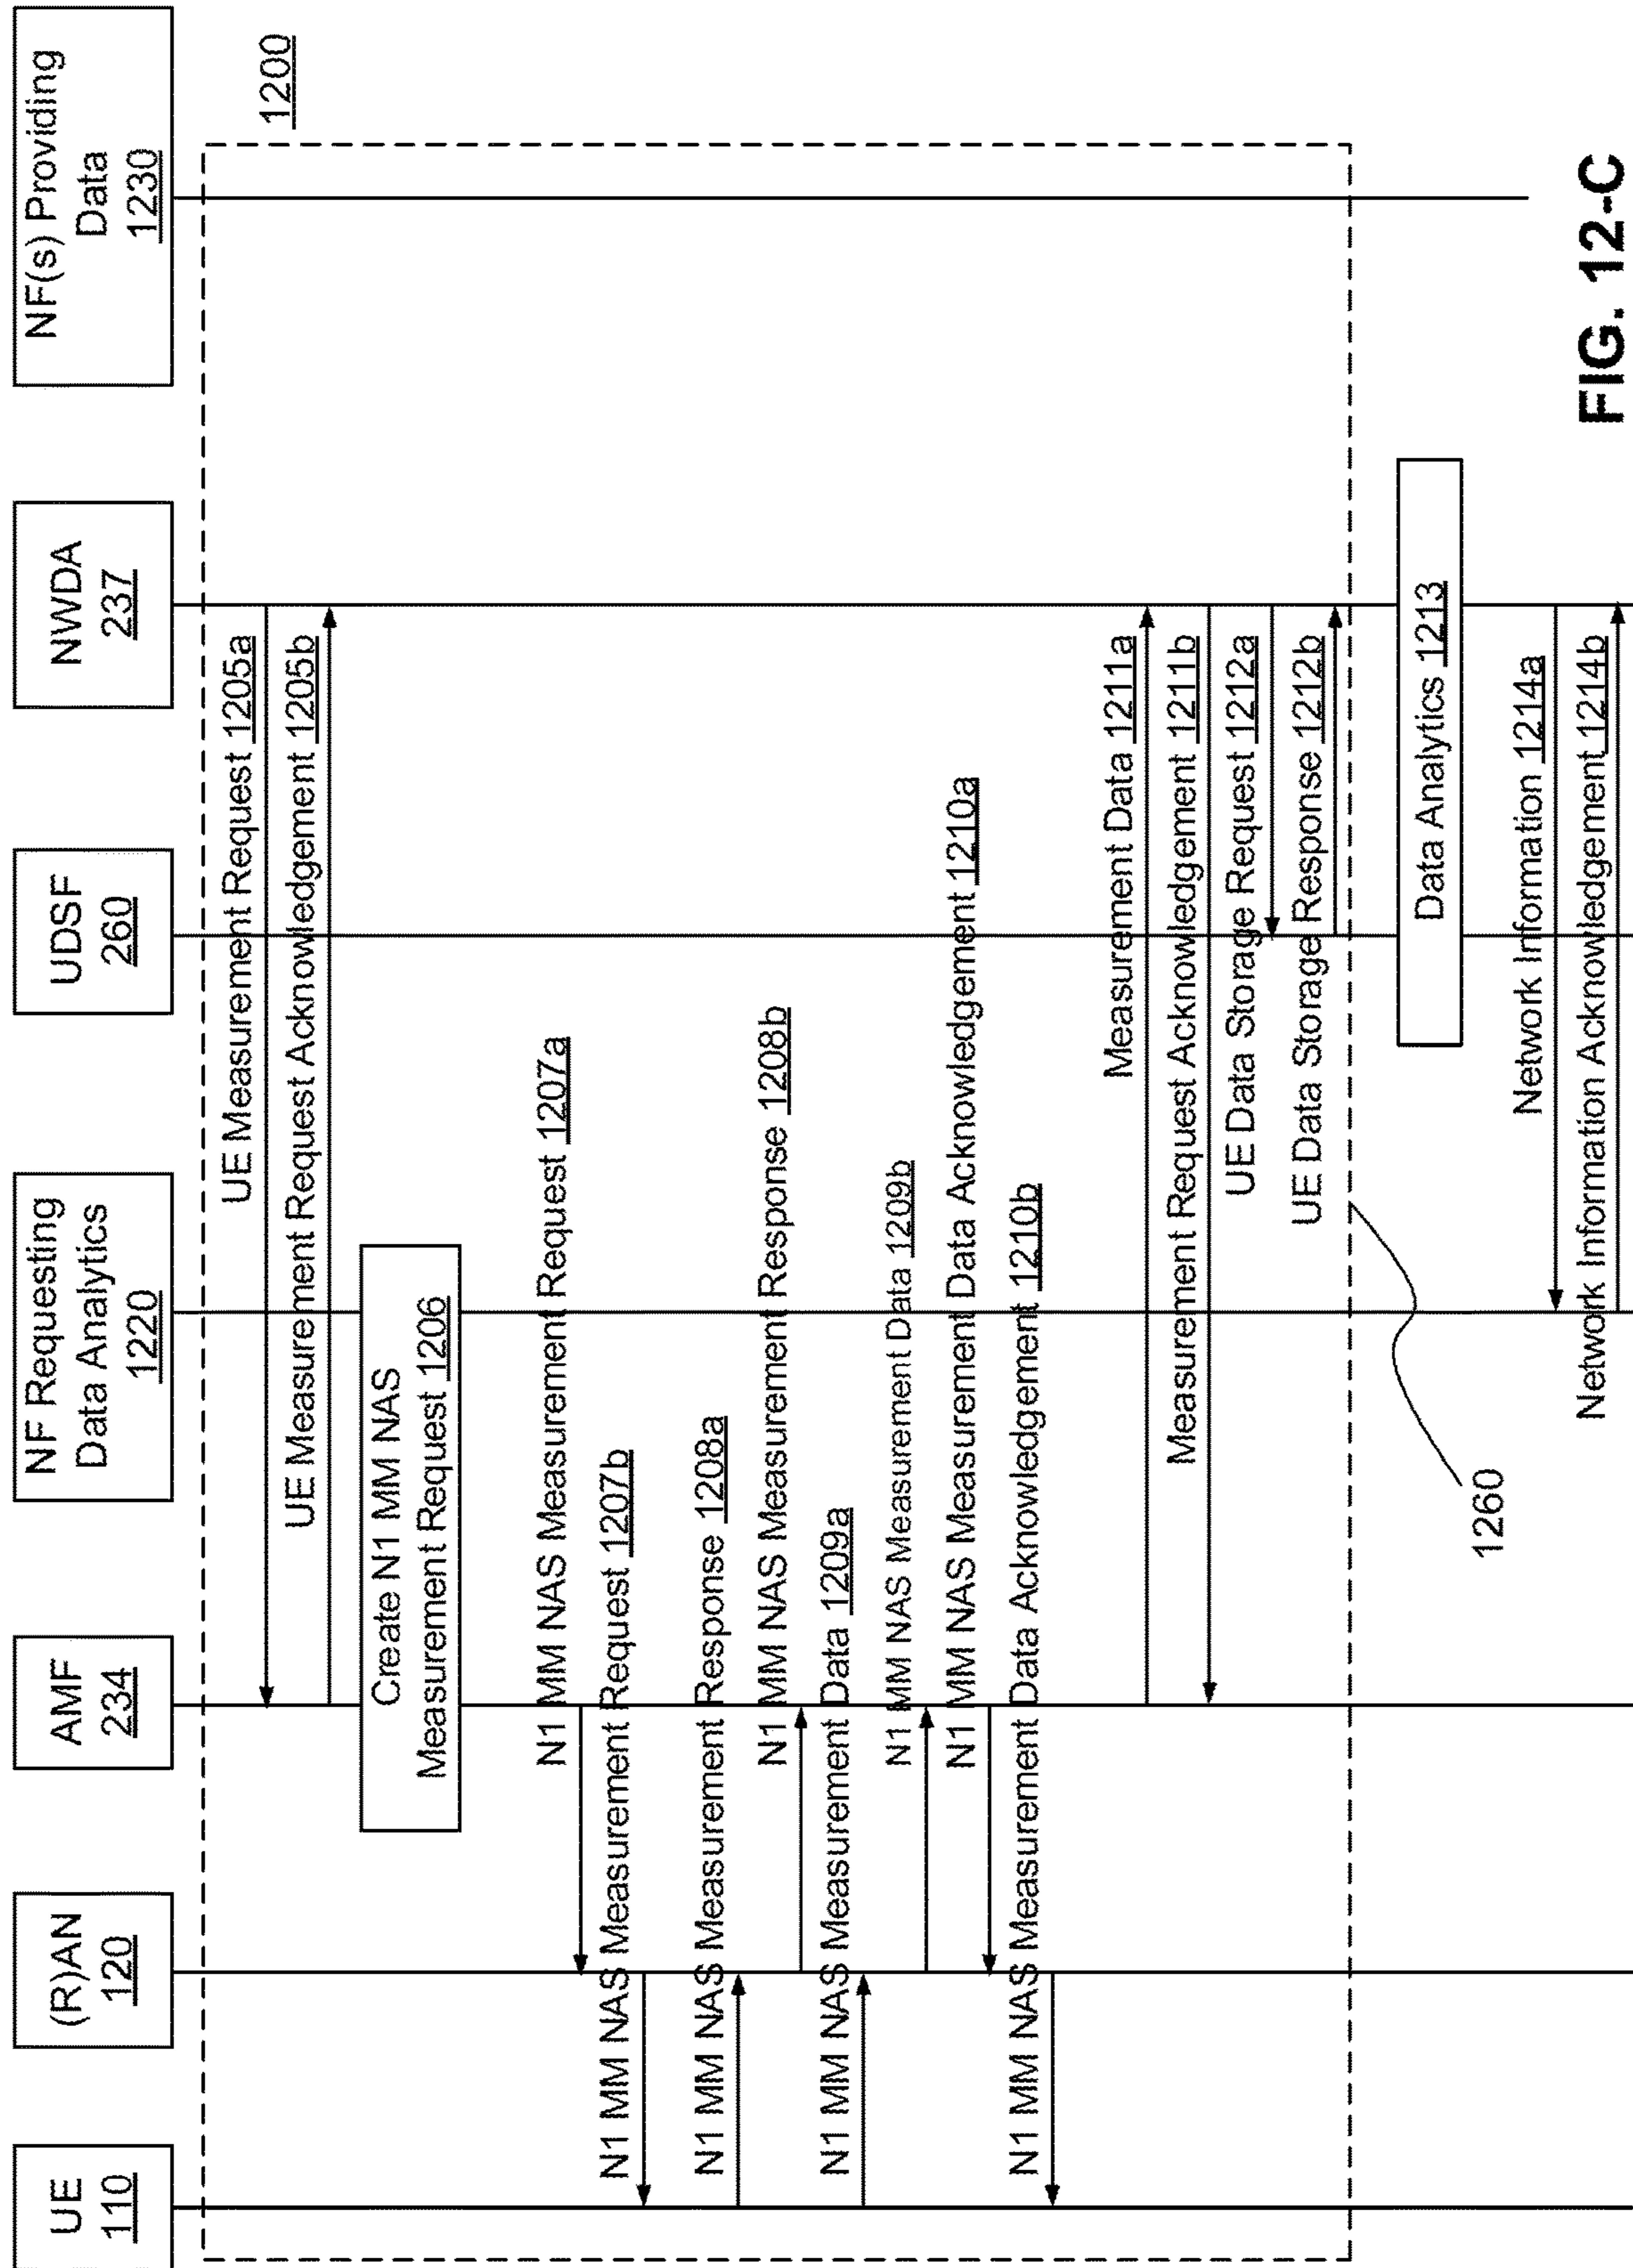 UE
110
(R)AN
120
AMF
234
NF Requesting
Data Analytics
1220
UDSF
260
NWDA
237
NF(s) Providing
Data
1230
1200
UE Measurement Request 1205a
UE Measurement Request Acknowledgement 1205b
Create N1 MM NAS
Measurement Request 1206
N1 MM NAS Measurement Request 1207a
N1 MM NAS Measurement Request 1207b
N1 MM NAS Measurement Response 1208a
N1 MM NAS Measurement Response 1208b
N1 MM NAS Measurement Data 1209a
N1 MM NAS Measurement Data 1209b
N1 MM NAS Measurement Data Acknowledgement 1210a
N1 MM NAS Measurement Data Acknowledgement 1210b
Measurement Data 1211a
Measurement Request Acknowledgement 1211b
UE Data Storage Request 1212a
UE Data Storage Response 1212b
Data Analytics 1213
1260
Network Information 1214a
Network Information Acknowledgement 1214b
FIG. 12-C